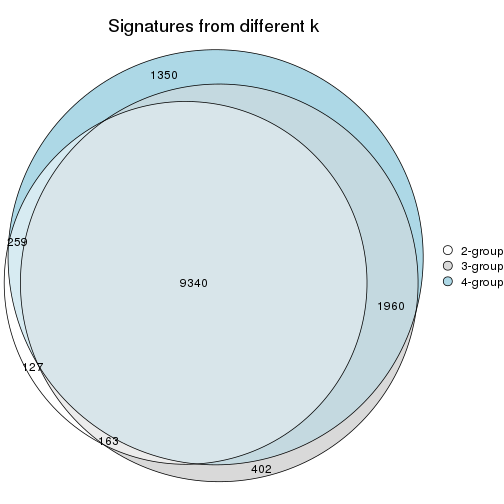 Signatures from different k
1350
259
9340
1960
127
163
402
2-group
3-group
4-group